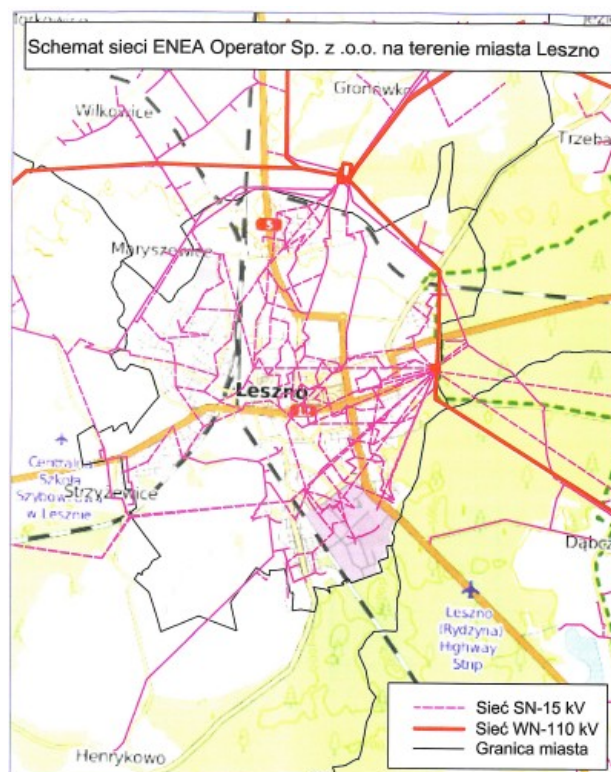 Schemat sieci ENEA Operator Sp. z .o.o. na terenie miasta Leszno
Gronówko
Wilkowice
Trzeba
5
Maryszewice
Leszno
Centralna
Szkoła
w Lesznie
Strzyżewice
Dąbcz
Leszno
(Rydzyna)
Highway
Strip
Henrykowo
Sieć SN-15 kV
Sieć WN-110 kV
Granica miasta